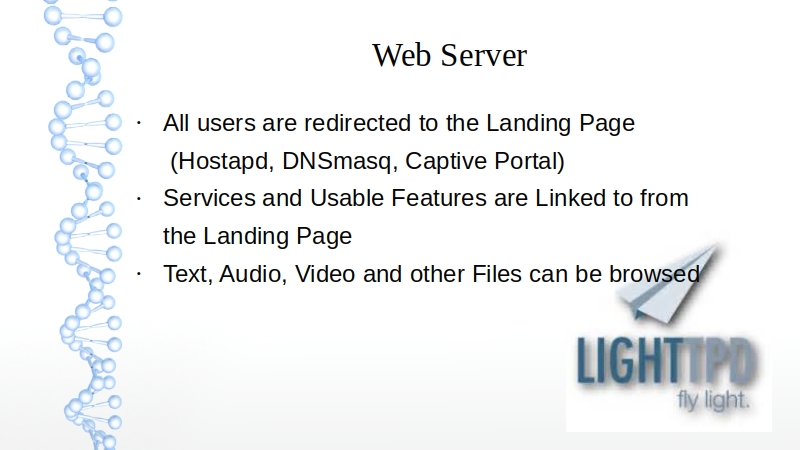 Web Server
· All users are redirected to the Landing Page
(Hostapd, DNSmasq, Captive Portal)
· Services and Usable Features are Linked to from
the Landing Page
· Text, Audio, Video and other Files can be browsed
LIGHTTPD
fly light.